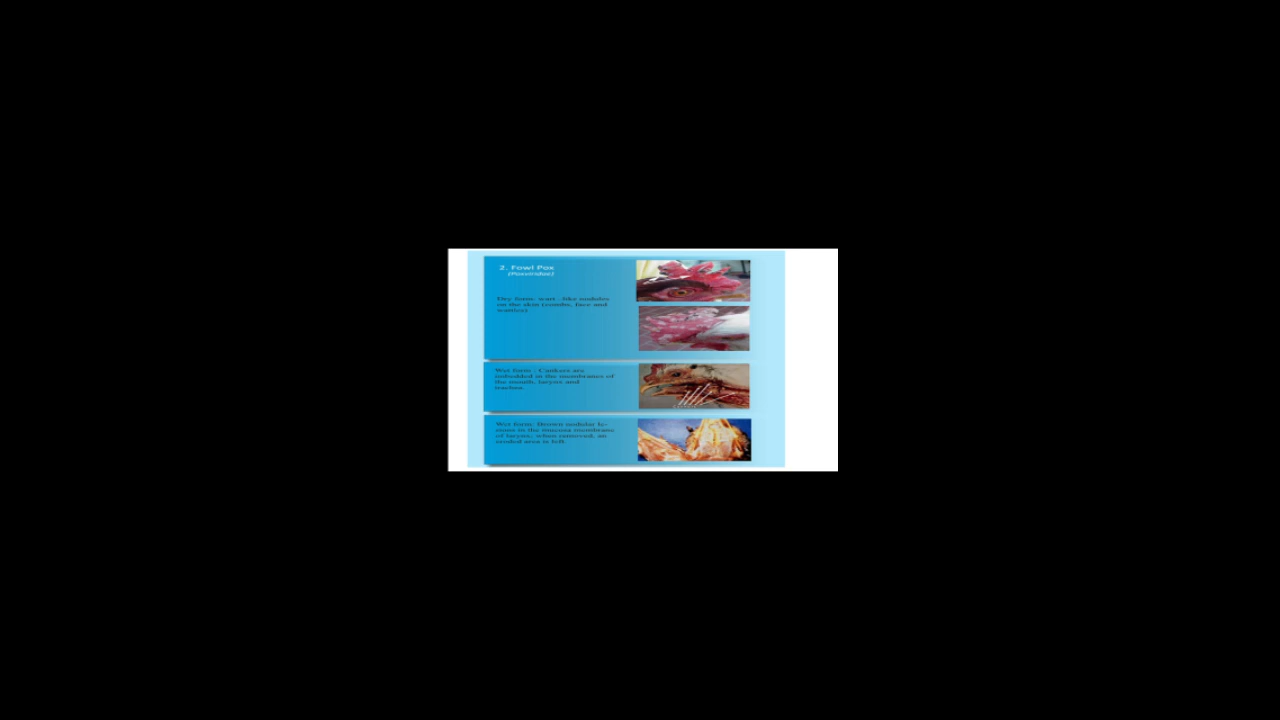 2. Fowl Pox
(Poxviridae)
Dry form- wart - like nodules
on the skin (combs, face and
wattles)
Wet form : Cankers are
imbedded in the membranes of
the mouth, larynx and
trachea.
Wet form: Brown nodular le-
sions in the mucosa membrane
of larynx; when removed, an
eroded area is left.